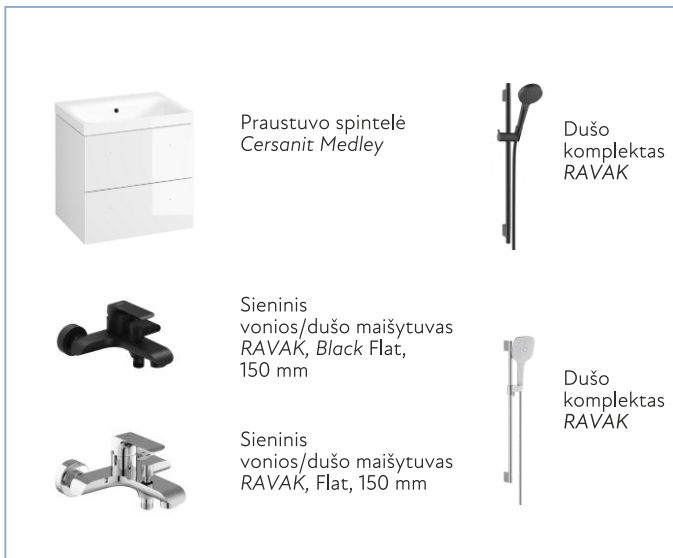 Praustuvo spintelė
Cersanit Medley
Sieninis
vonios/dušo maišytuvas
RAVAK, Black Flat,
150 mm
Sieninis
vonios/dušo maišytuvas
RAVAK, Flat, 150 mm
Dušo
komplektas
RAVAK
Dušo
komplektas
RAVAK